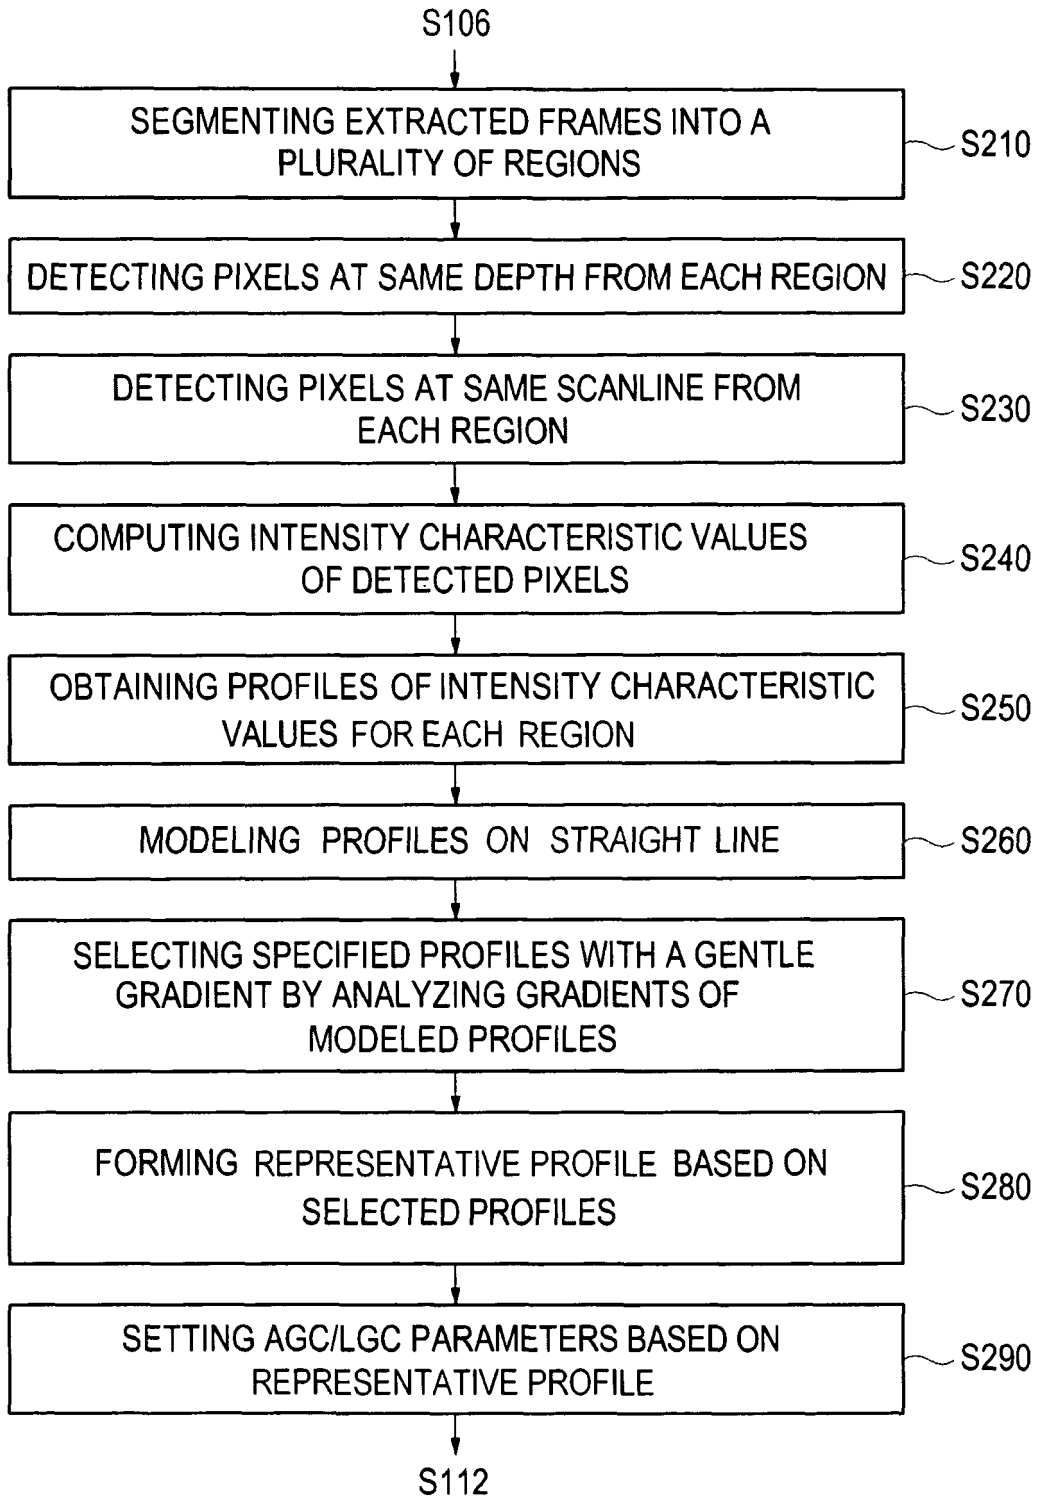 S106
SEGMENTING EXTRACTED FRAMES INTO A
PLURALITY OF REGIONS
S210
DETECTING PIXELS AT SAME DEPTH FROM EACH REGION
S220
DETECTING PIXELS AT SAME SCANLINE FROM
EACH REGION
S230
COMPUTING INTENSITY CHARACTERISTIC VALUES
OF DETECTED PIXELS
S240
OBTAINING PROFILES OF INTENSITY CHARACTERISTIC
VALUES FOR EACH REGION
S250
MODELING PROFILES ON STRAIGHT LINE
S260
SELECTING SPECIFIED PROFILES WITH A GENTLE
GRADIENT BY ANALYZING GRADIENTS OF
MODELED PROFILES
S270
FORMING REPRESENTATIVE PROFILE BASED ON
SELECTED PROFILES
S280
SETTING AGC/LGC PARAMETERS BASED ON
REPRESENTATIVE PROFILE
S290
S112